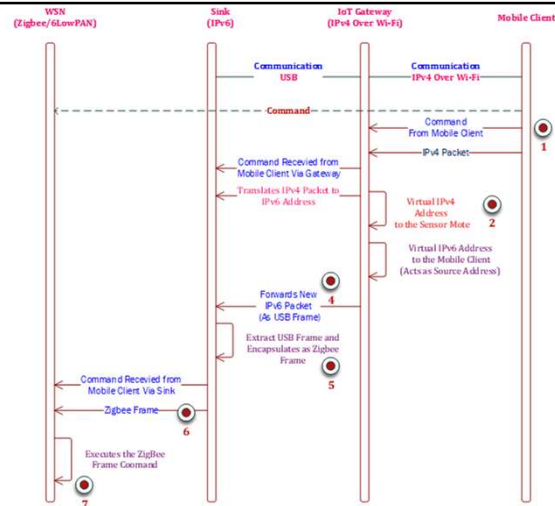 WSN
(Zigbee/6LowPAN)
Sink
(IPv6)
IoT Gateway
(IPv4 Over Wi-Fi)
Mobile Client
Communication
USB
Communication
IPv4 Over Wi-Fi
Command
Command
From Mobile Client
1
IPv4 Packet
Command Recevied from
Mobile Client Via Gateway
Translates IPv4 Packet to
IPv6 Address
Virtual IPv4
Address
to the Sensor Mote
2
Virtual IPv6 Address
to the Mobile Client
(Acts as Source Address)
4
Forwards New
IPv6 Packet
(As USB Frame)
Extract USB Frame and
Encapsulates as Zigbee
Frame
5
Command Recevied from
Mobile Client Via Sink
Zigbee Frame
6
Executes the ZigBee
Frame Coomand
7